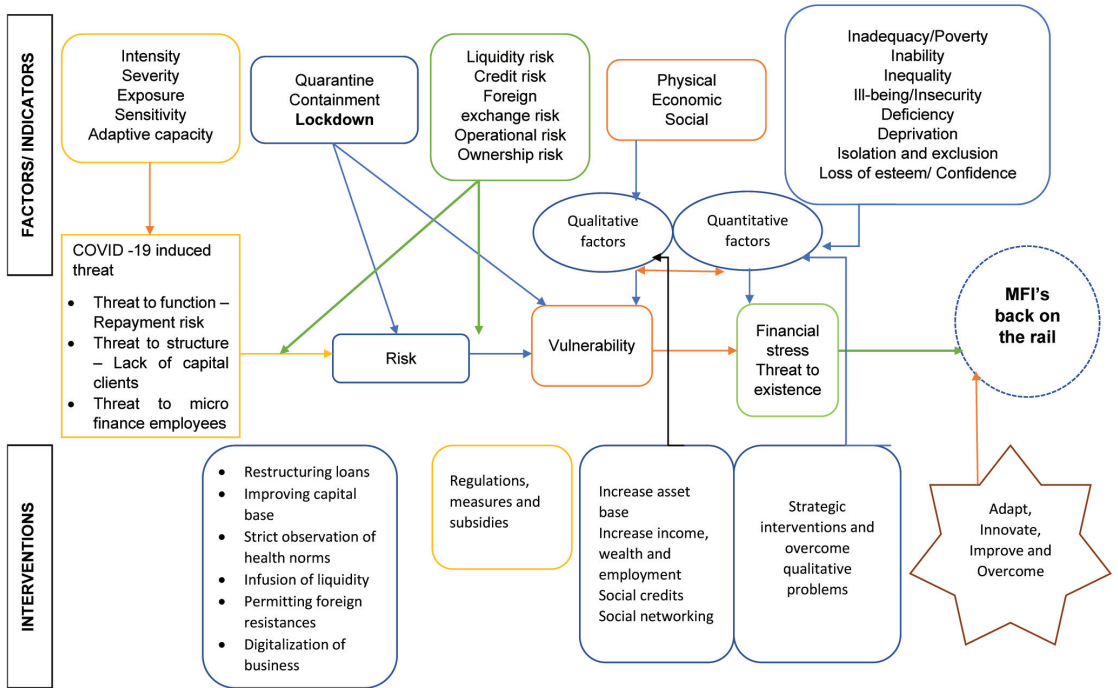 FACTORS/ INDICATORS
Intensity
Severity
Exposure
Sensitivity
Adaptive capacity
Quarantine
Containment
Lockdown
Liquidity risk
Credit risk
Foreign
exchange risk
Operational risk
Ownership risk
Physical
Economic
Social
Inadequacy/Poverty
Inability
Inequality
Ill-being/Insecurity
Deficiency
Deprivation
Isolation and exclusion
Loss of esteem/ Confidence
Qualitative
factors
Quantitative
factors
COVID -19 induced
threat
• Threat to function –
Repayment risk
• Threat to structure
– Lack of capital
clients
• Threat to micro
finance employees
Risk
Vulnerability
Financial
stress
Threat to
existence
MFI's
back on
the rail
INTERVENTIONS
• Restructuring loans
• Improving capital
base
• Strict observation of
health norms
• Infusion of liquidity
• Permitting foreign
resistances
• Digitalization of
business
Regulations,
measures and
subsidies
Increase asset
base
Increase income,
wealth and
employment
Social credits
Social networking
Strategic
interventions and
overcome
qualitative
problems
Adapt,
Innovate,
Improve and
Overcome